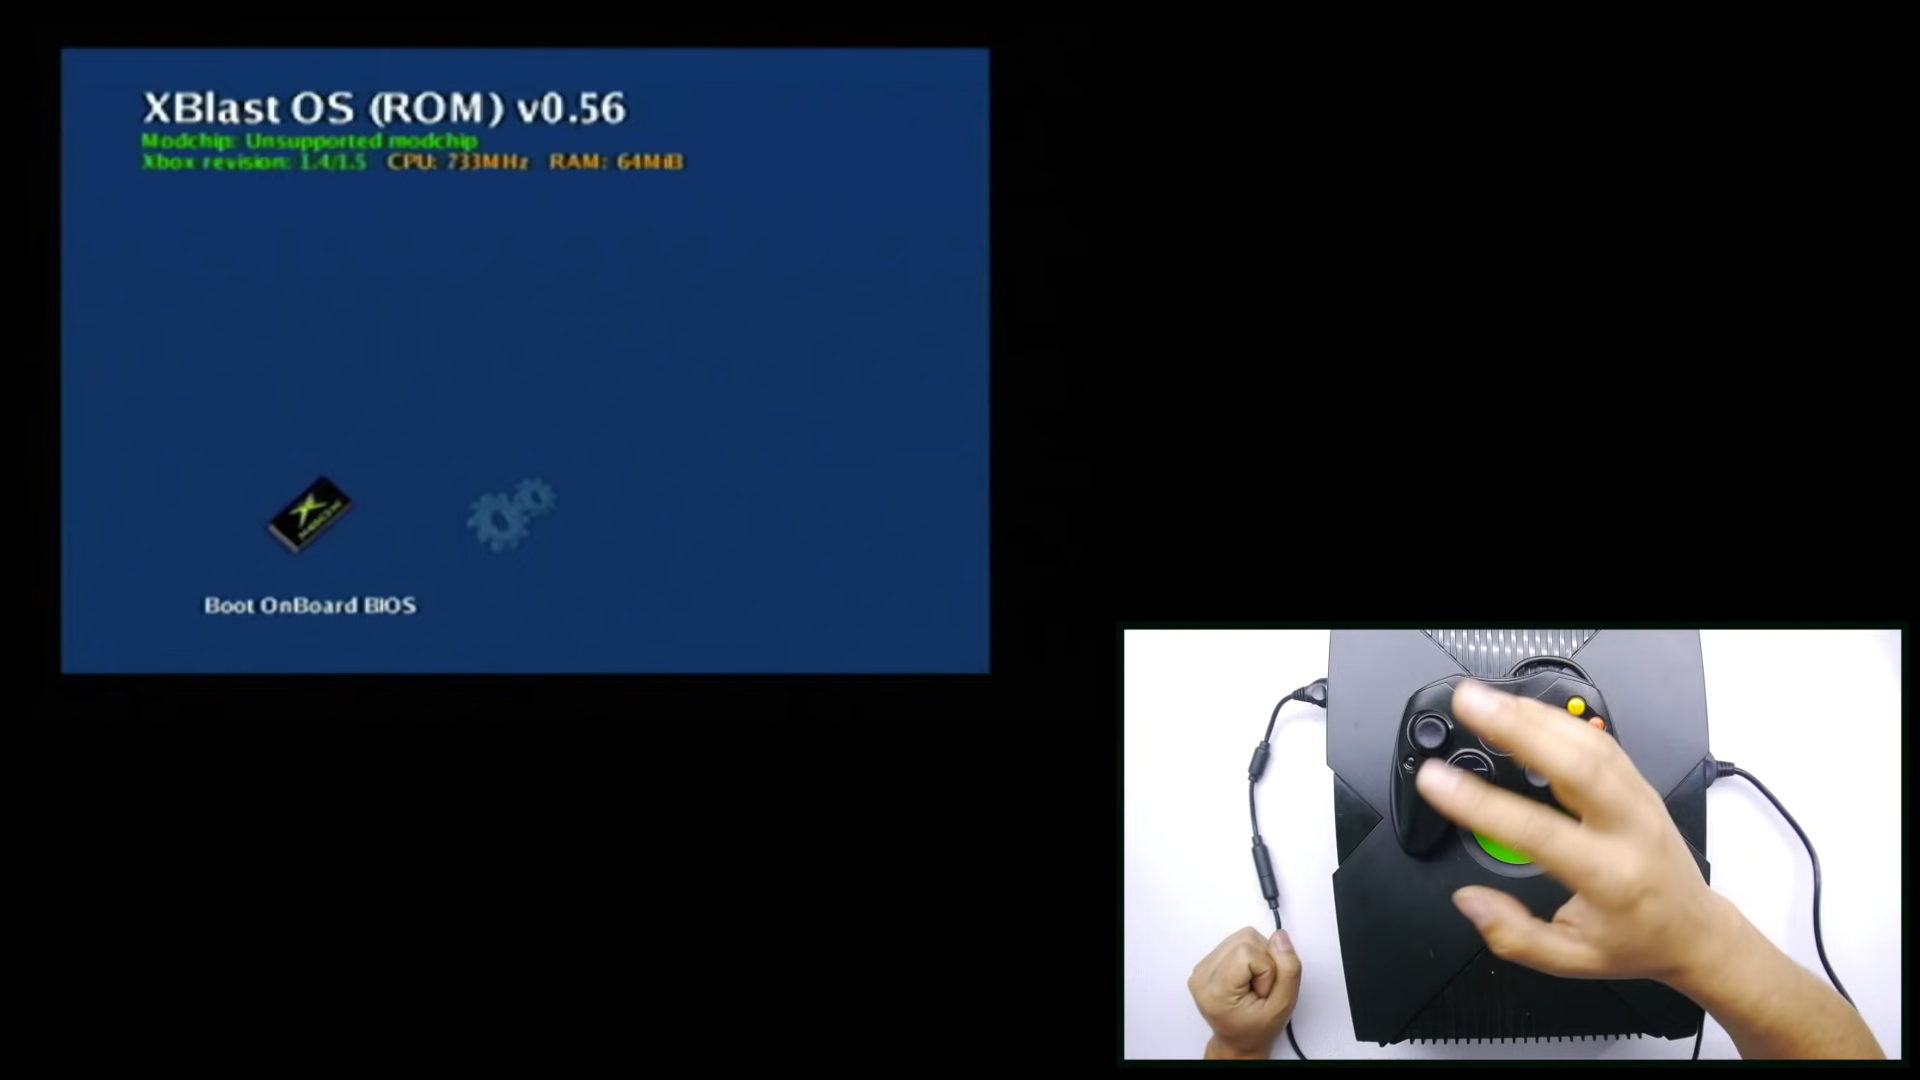 XBlast OS (ROM) v0.56
Modchip: Unsupported modchip
Xbox revision: 1.4/1.5 CPU: 733MHz RAM: 64MiB
XBOX
Boot OnBoard BIOS